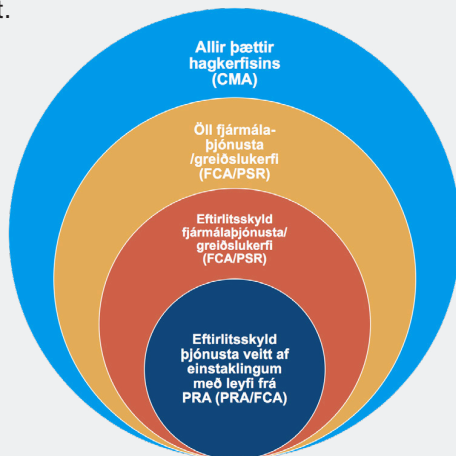 t.
Allir þættir
hagkerfisins
(CMA)
Öll fjármála-
þjónusta
/greiðslukerfi
(FCA/PSR)
Eftirlitsskyld
fjármálaþjónusta/
greiðslukerfi
(FCA/PSR)
Eftirlitsskyld
þjónusta veitt af
einstaklingum
með leyfi frá
PRA (PRA/FCA)